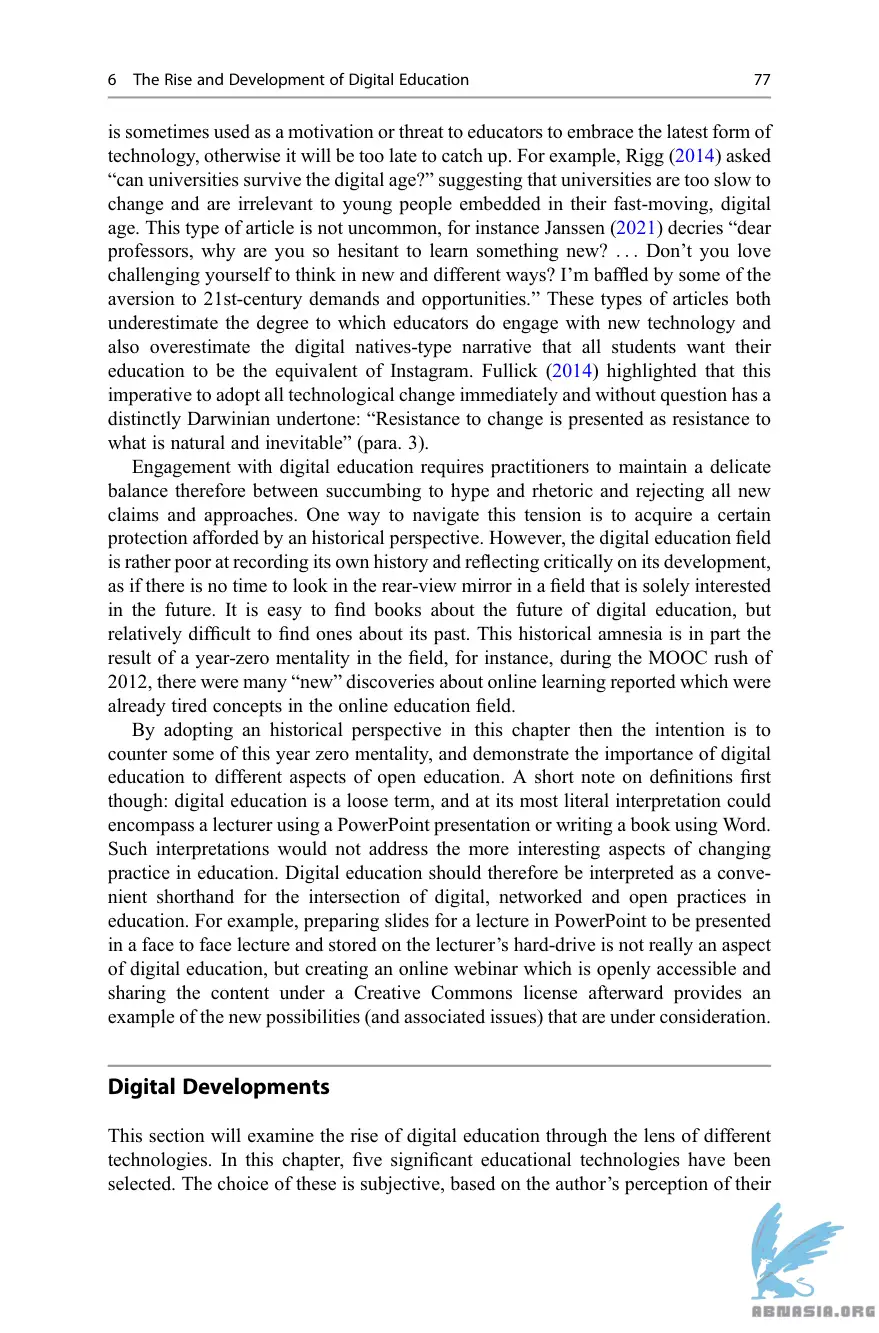 6 The Rise and Development of Digital Education 77
is sometimes used as a motivation or threat to educators to embrace the latest form of
technology, otherwise it will be too late to catch up. For example, Rigg (2014) asked
“can universities survive the digital age?” suggesting that universities are too slow to
change and are irrelevant to young people embedded in their fast-moving, digital
age. This type of article is not uncommon, for instance Janssen (2021) decries “dear
professors, why are you so hesitant to learn something new? . . . Don’t you love
challenging yourself to think in new and different ways? I’m baffled by some of the
aversion to 21st-century demands and opportunities.” These types of articles both
underestimate the degree to which educators do engage with new technology and
also overestimate the digital natives-type narrative that all students want their
education to be the equivalent of Instagram. Fullick (2014) highlighted that this
imperative to adopt all technological change immediately and without question has a
distinctly Darwinian undertone: “Resistance to change is presented as resistance to
what is natural and inevitable” (para. 3).
Engagement with digital education requires practitioners to maintain a delicate
balance therefore between succumbing to hype and rhetoric and rejecting all new
claims and approaches. One way to navigate this tension is to acquire a certain
protection afforded by an historical perspective. However, the digital education field
is rather poor at recording its own history and reflecting critically on its development,
as if there is no time to look in the rear-view mirror in a field that is solely interested
in the future. It is easy to find books about the future of digital education, but
relatively difficult to find ones about its past. This historical amnesia is in part the
result of a year-zero mentality in the field, for instance, during the MOOC rush of
2012, there were many “new” discoveries about online learning reported which were
already tired concepts in the online education field.
By adopting an historical perspective in this chapter then the intention is to
counter some of this year zero mentality, and demonstrate the importance of digital
education to different aspects of open education. A short note on definitions first
though: digital education is a loose term, and at its most literal interpretation could
encompass a lecturer using a PowerPoint presentation or writing a book using Word.
Such interpretations would not address the more interesting aspects of changing
practice in education. Digital education should therefore be interpreted as a conve-
nient shorthand for the intersection of digital, networked and open practices in
education. For example, preparing slides for a lecture in PowerPoint to be presented
in a face to face lecture and stored on the lecturer’s hard-drive is not really an aspect
of digital education, but creating an online webinar which is openly accessible and
sharing the content under a Creative Commons license afterward provides an
example of the new possibilities (and associated issues) that are under consideration.
Digital Developments
This section will examine the rise of digital education through the lens of different
technologies. In this chapter, five significant educational technologies have been
selected. The choice of these is subjective, based on the author’s perception of their
ABNASIA.ORG